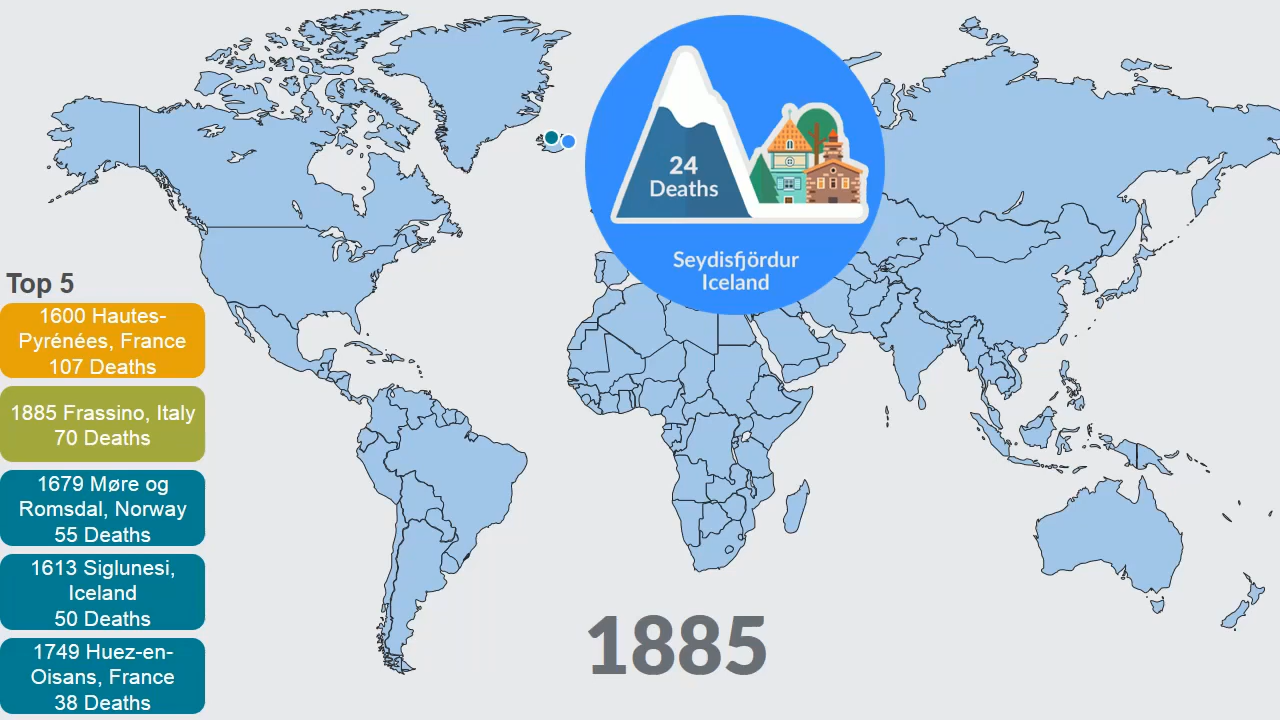 24
Deaths
Seydisfjördur
Iceland
Top 5
1600 Hautes-
Pyrénées, France
107 Deaths
1885 Frassino, Italy
70 Deaths
1679 Møre og
Romsdal, Norway
55 Deaths
1613 Siglunesi,
Iceland
50 Deaths
1749 Huez-en-
Oisans, France
38 Deaths
1885